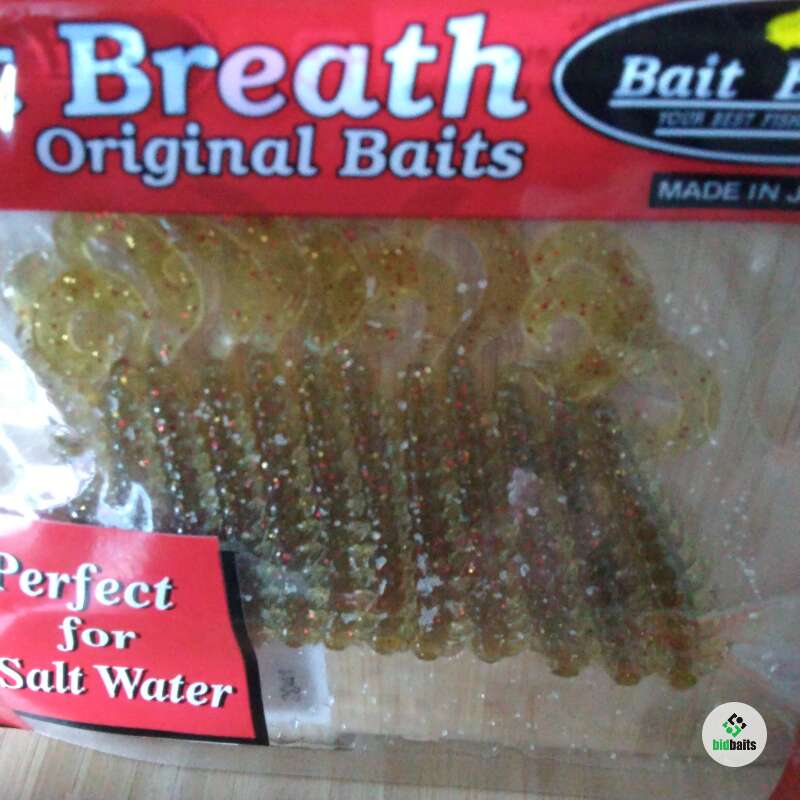 Breath
Original Baits
Bait
YOUR BEST FISH
MADE IN J
Perfect
for
Salt Water
bidbaits